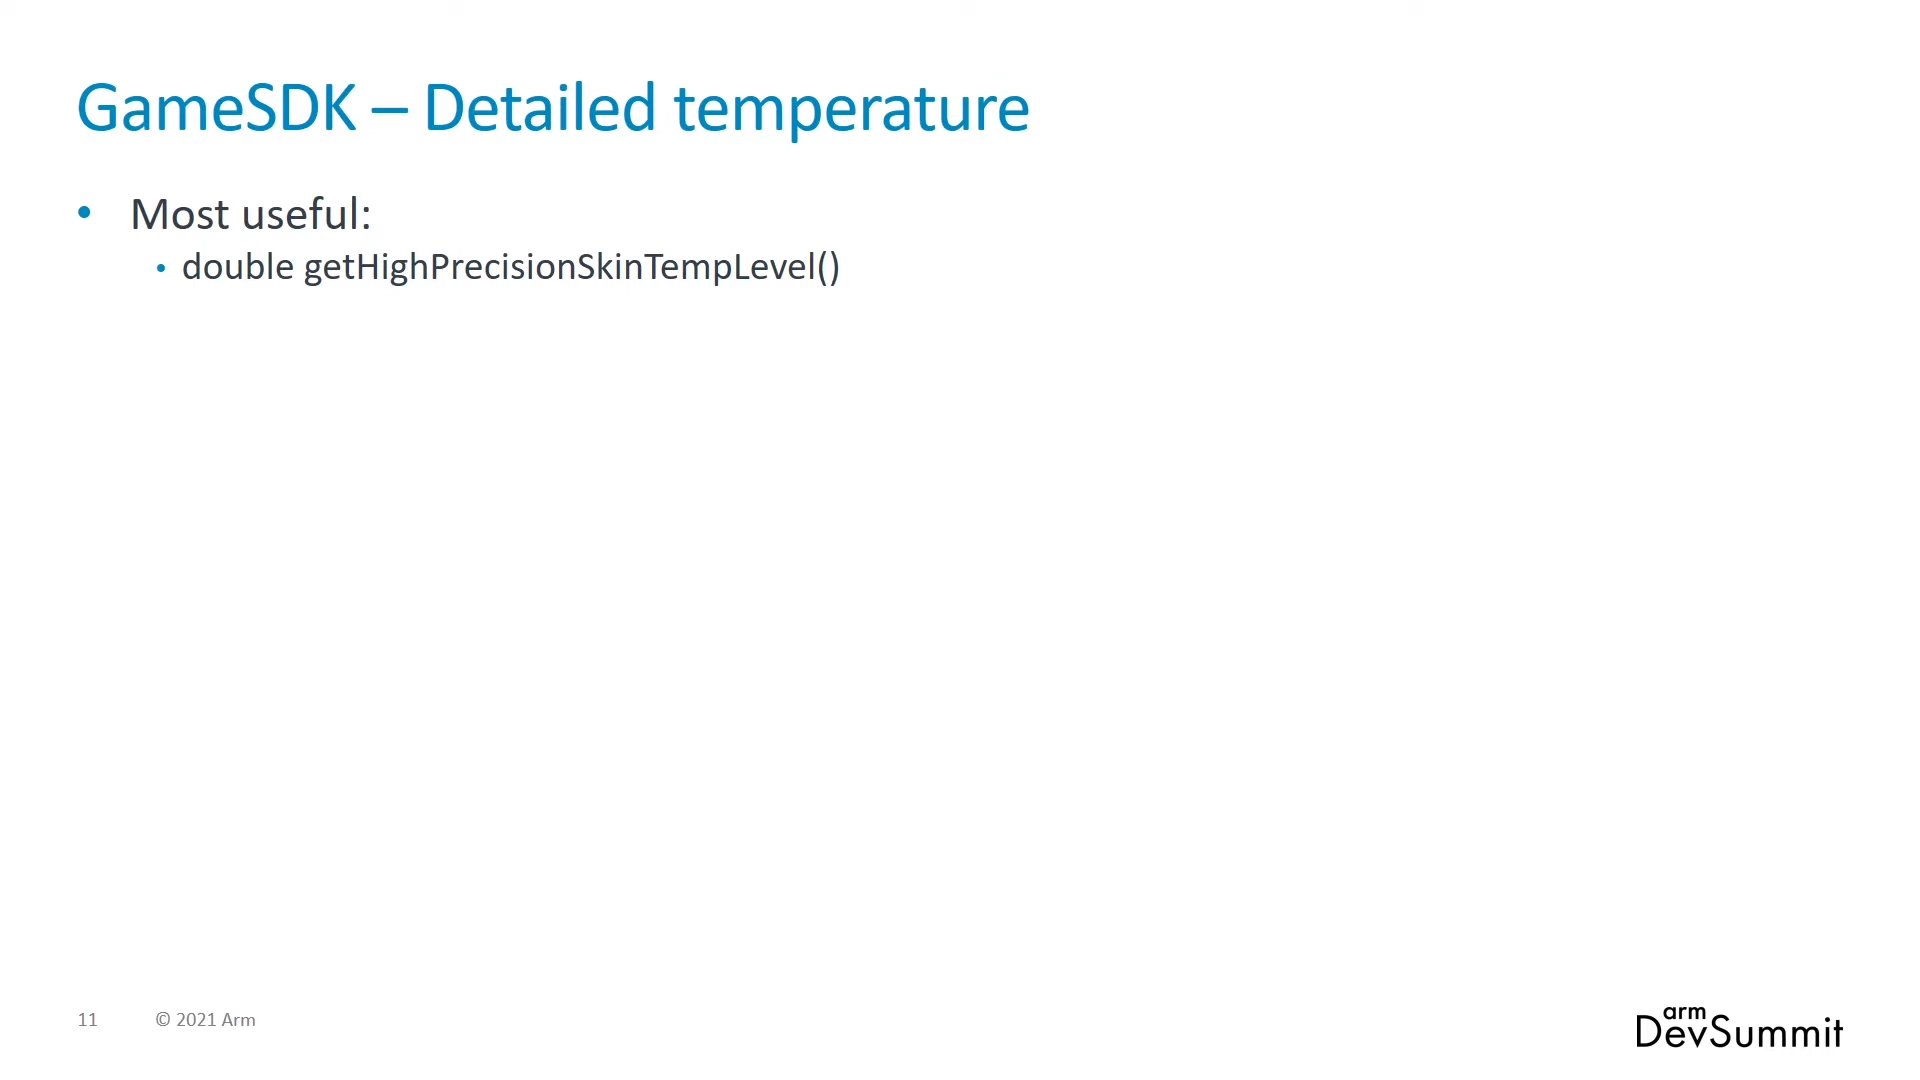 GameSDK – Detailed temperature
• Most useful:
• double getHighPrecisionSkinTempLevel()
11 © 2021 Arm
arm
DevSummit